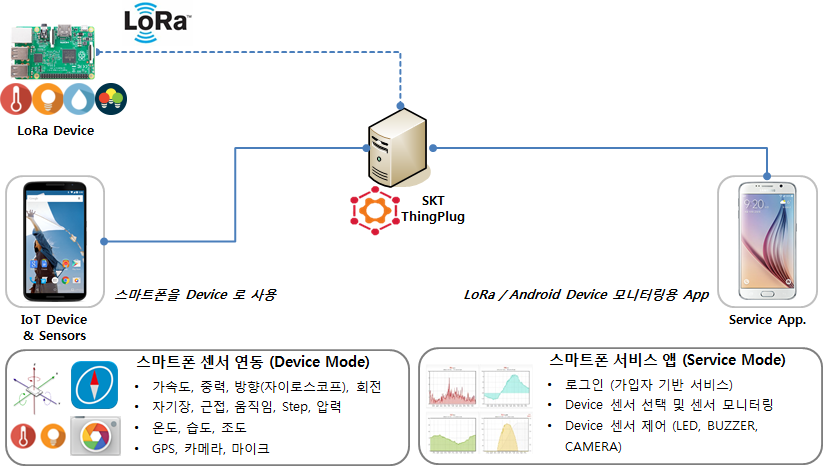 LoRa™
LoRa Device
SKT
ThingPlug
스마트폰을 Device 로 사용
LoRa / Android Device 모니터링용 App
IoT Device
& Sensors
Service App.
스마트폰 센서 연동 (Device Mode)
• 가속도, 중력, 방향(자이로스코프), 회전
• 자기장, 근접, 움직임, Step, 압력
• 온도, 습도, 조도
• GPS, 카메라, 마이크
스마트폰 서비스 앱 (Service Mode)
• 로그인 (가입자 기반 서비스)
• Device 센서 선택 및 센서 모니터링
• Device 센서 제어 (LED, BUZZER,
CAMERA)